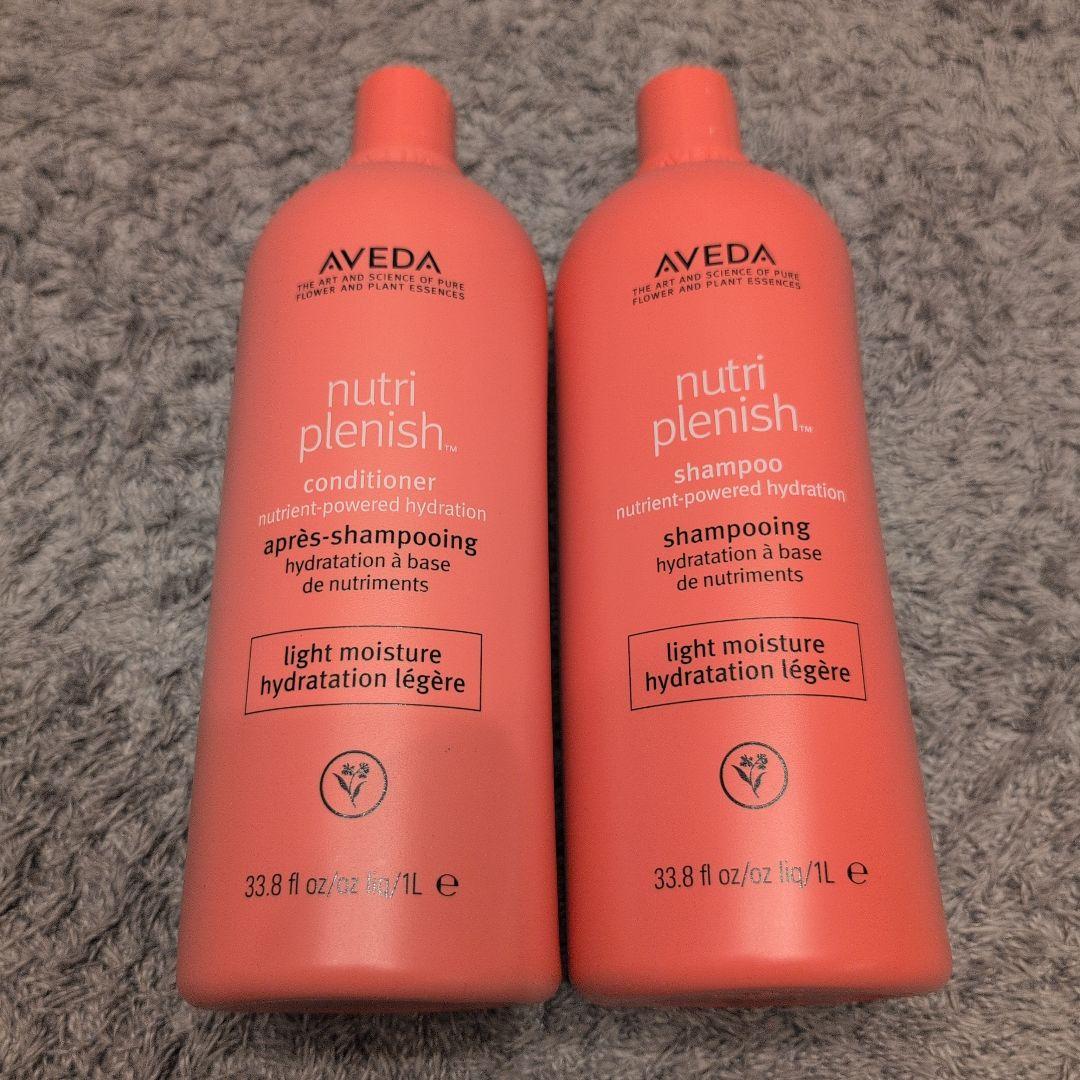 AVEDA
THE ART AND SCIENCE OF PURE
FLOWER AND PLANT ESSENCES
nutri
plenish™
conditioner
nutrient-powered hydration
après-shampooing
hydratation à base
de nutriments
light moisture
hydratation légère
33.8 fl oz/oz liq/1L ℮
AVEDA
THE ART AND SCIENCE OF PURE
FLOWER AND PLANT ESSENCES
nutri
plenish™
shampoo
nutrient-powered hydration
shampooing
hydratation à base
de nutriments
light moisture
hydratation légère
33.8 fl oz/oz liq/1L ℮